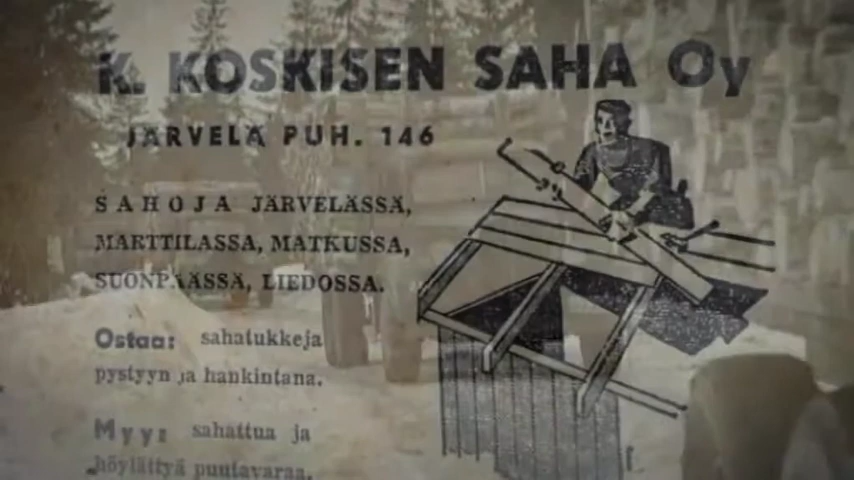 K. KOSKISEN SAHA Oy
JÄRVELÄ PUH. 146
SAHOJA JÄRVELÄSSÄ,
MARTTILASSA, MATKUSSA,
SUONPÄÄSSÄ, LIEDOSSA.
Ostaa: sahatukkeja
pystyyn ja hankintana.
Myy: sahattua ja
höylättyä puutavaraa.